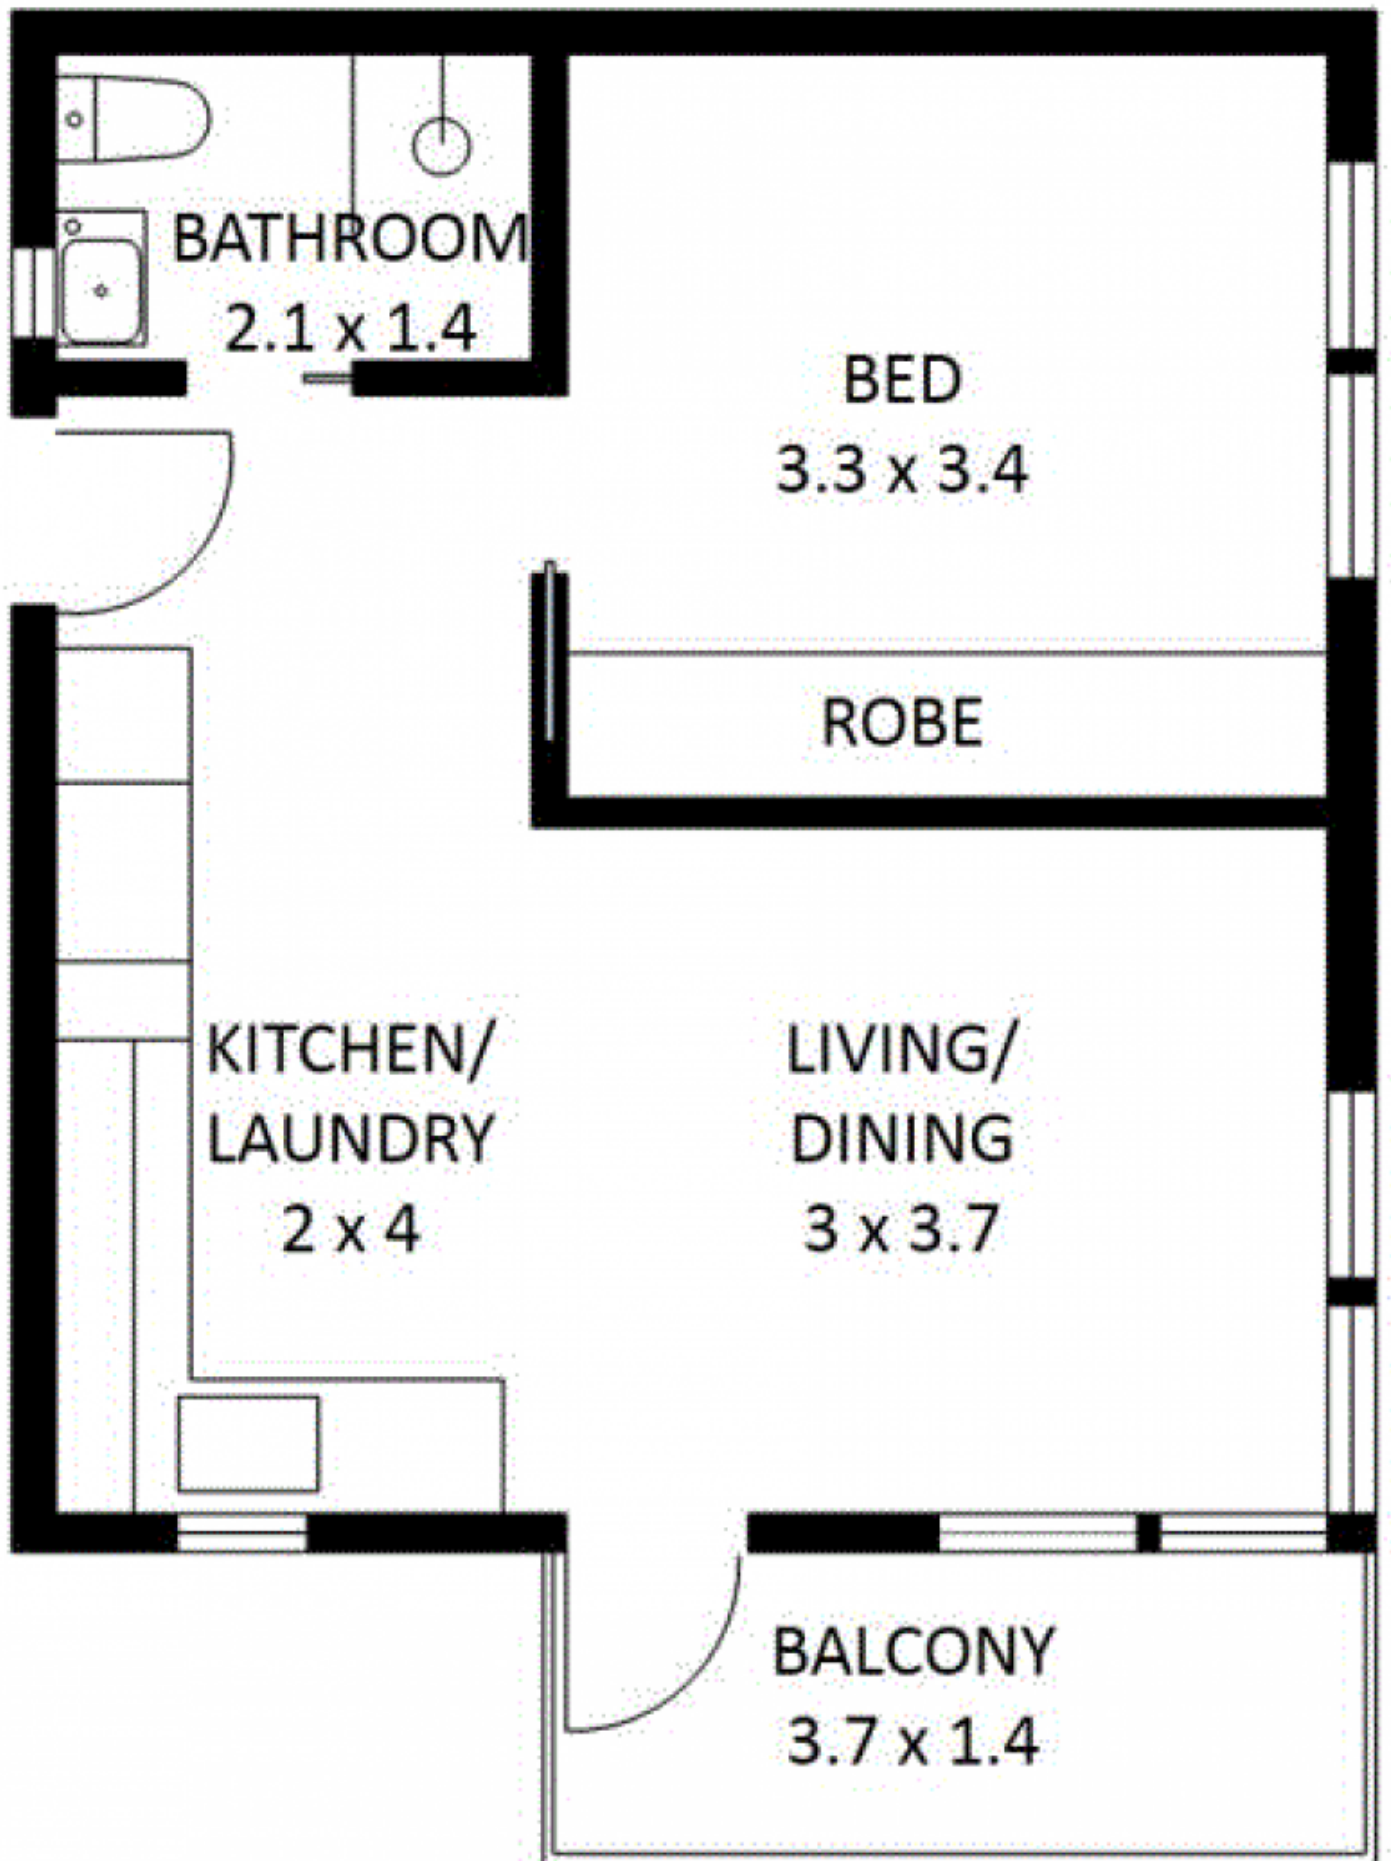 BATHROOM
2.1 x 1.4
BED
3.3 x 3.4
ROBE
KITCHEN/
LAUNDRY
2 x 4
LIVING/
DINING
3 x 3.7
BALCONY
3.7 x 1.4